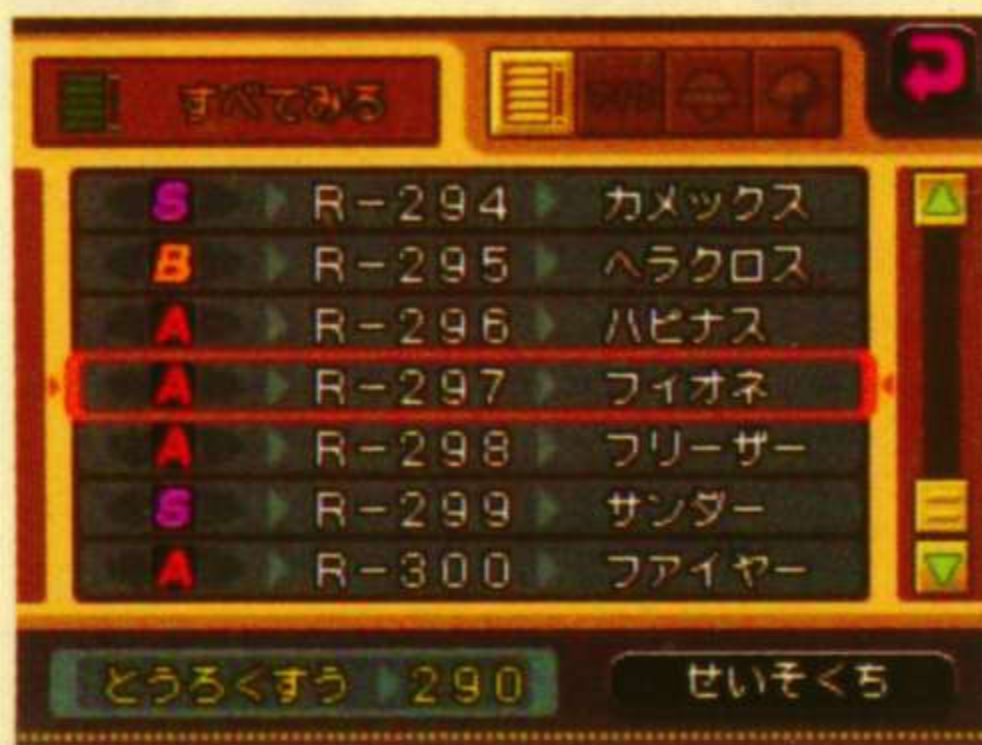 すべてみる
S R-294 カメックス
B R-295 ヘラクロス
A R-296 ハピナス
A R-297 フィオネ
A R-298 フリーザー
S R-299 サンダー
A R-300 ファイヤー
とうろくすう 290 せいそくち